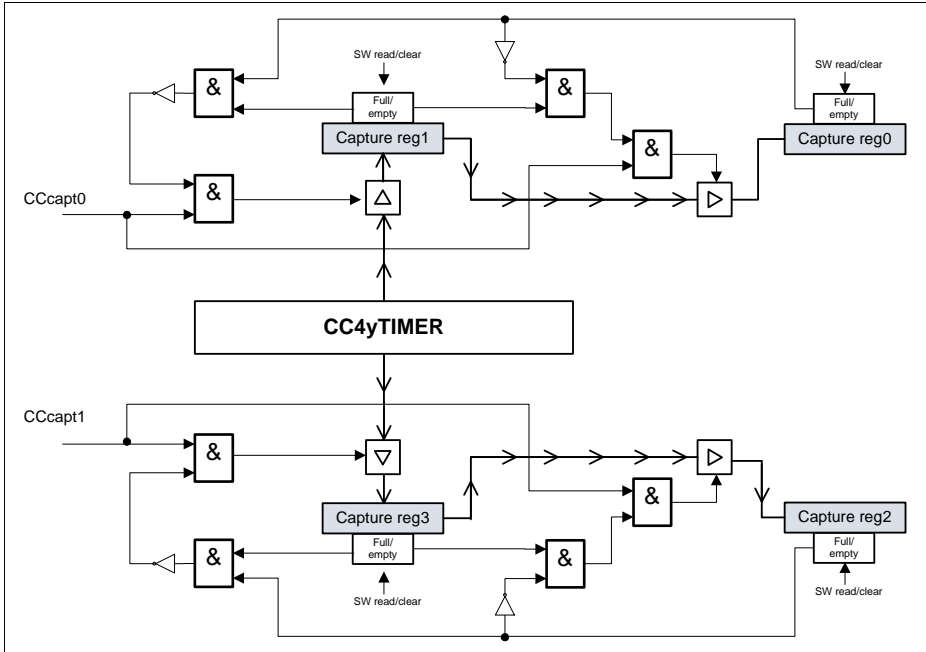 SW read/clear
SW read/clear
&
&
Full/
empty
Full/
empty
Capture reg1
Capture reg0
&
&
&
CCcapt0
CC4yTIMER
CCcapt1
&
&
Capture reg3
Capture reg2
&
Full/
empty
Full/
empty
&
&
SW read/clear
SW read/clear